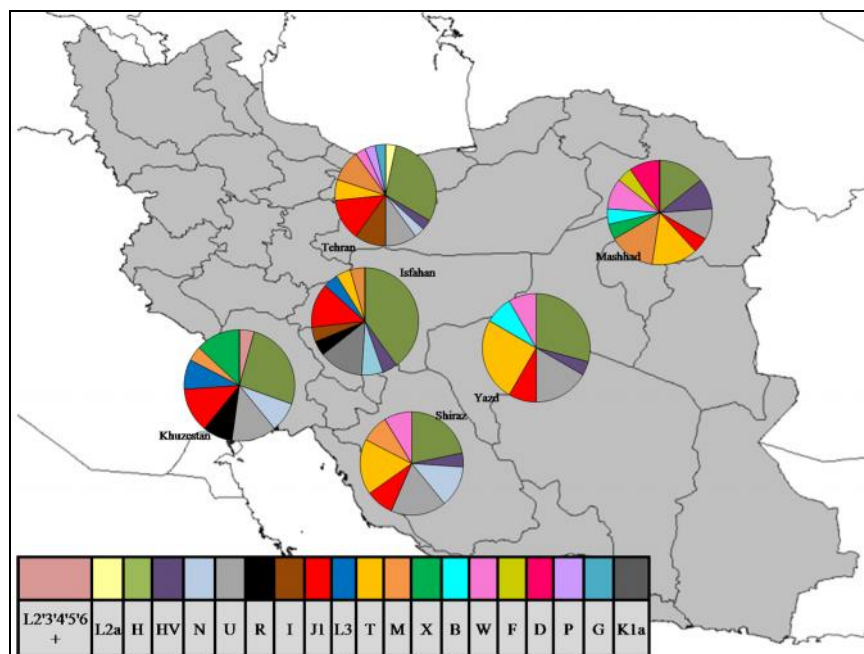 Tehran
Mashhad
Isfahan
Yazd
Khuzestan
Shiraz
L2'3'4'5'6 L2a H HV N U R I J1 L3 T M X B W F D P G K1a
+